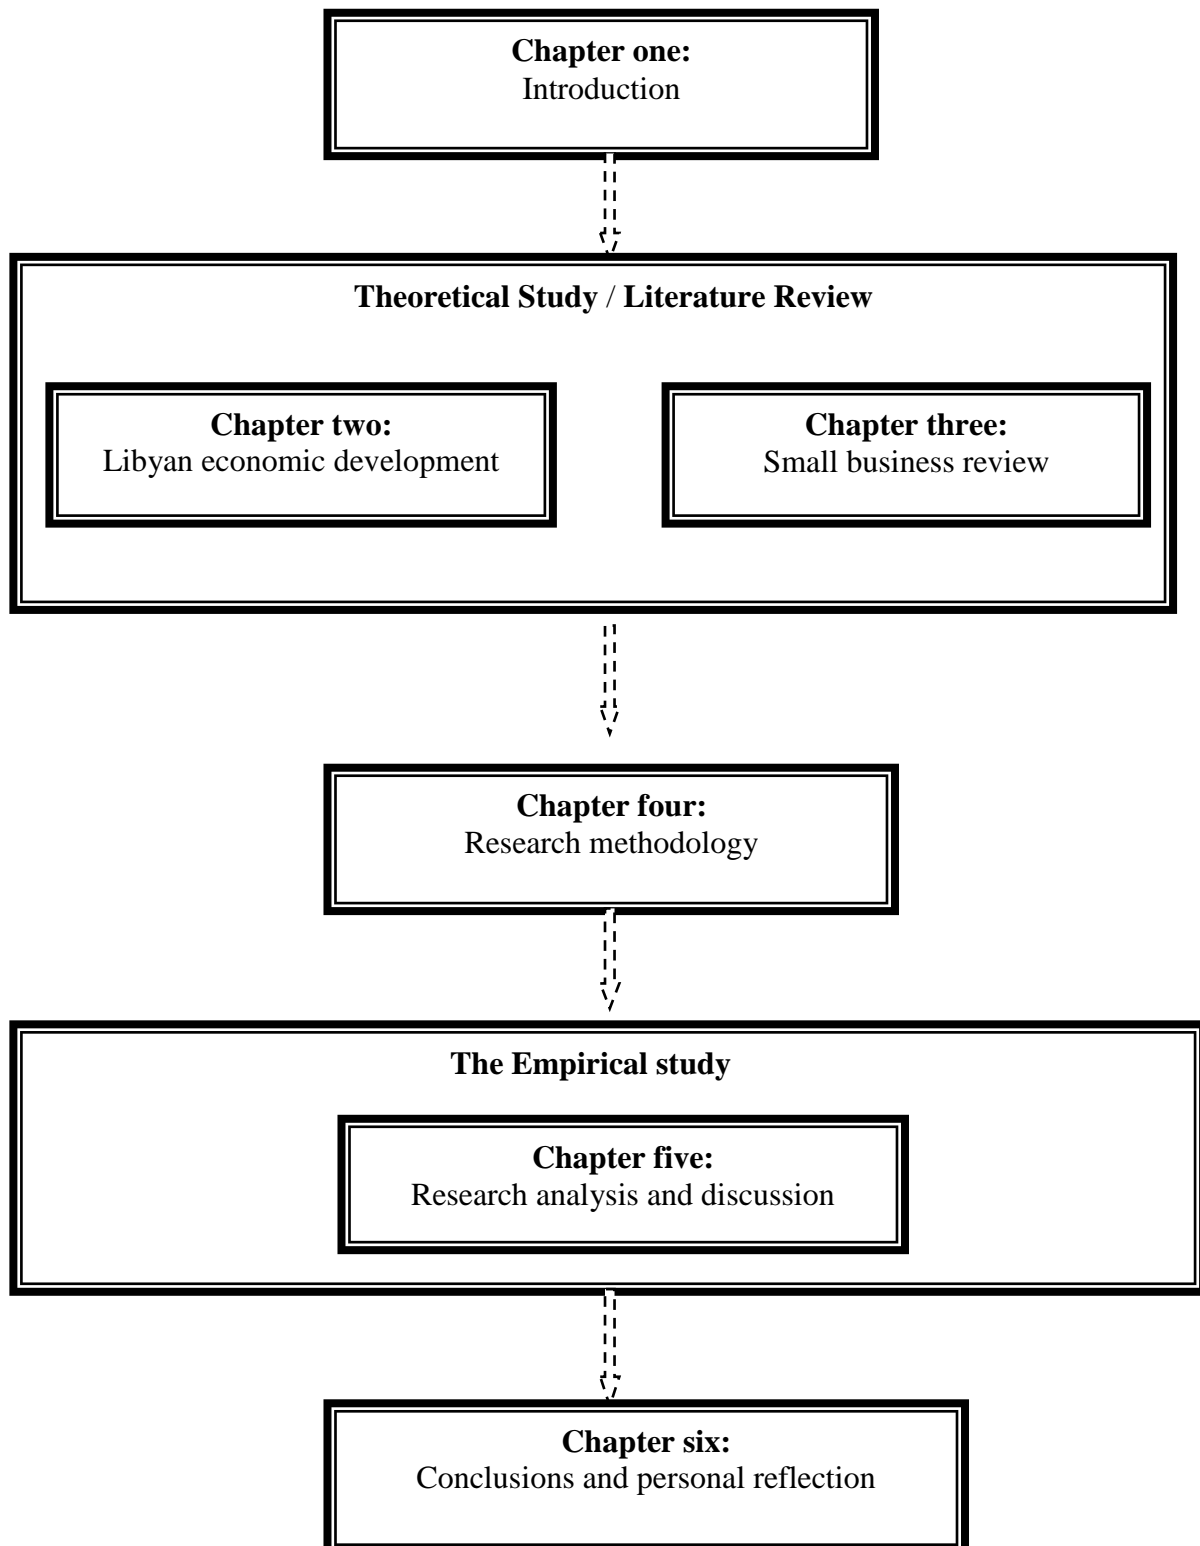 Chapter one:
Introduction
Theoretical Study / Literature Review
Chapter two:
Libyan economic development
Chapter three:
Small business review
Chapter four:
Research methodology
The Empirical study
Chapter five:
Research analysis and discussion
Chapter six:
Conclusions and personal reflection